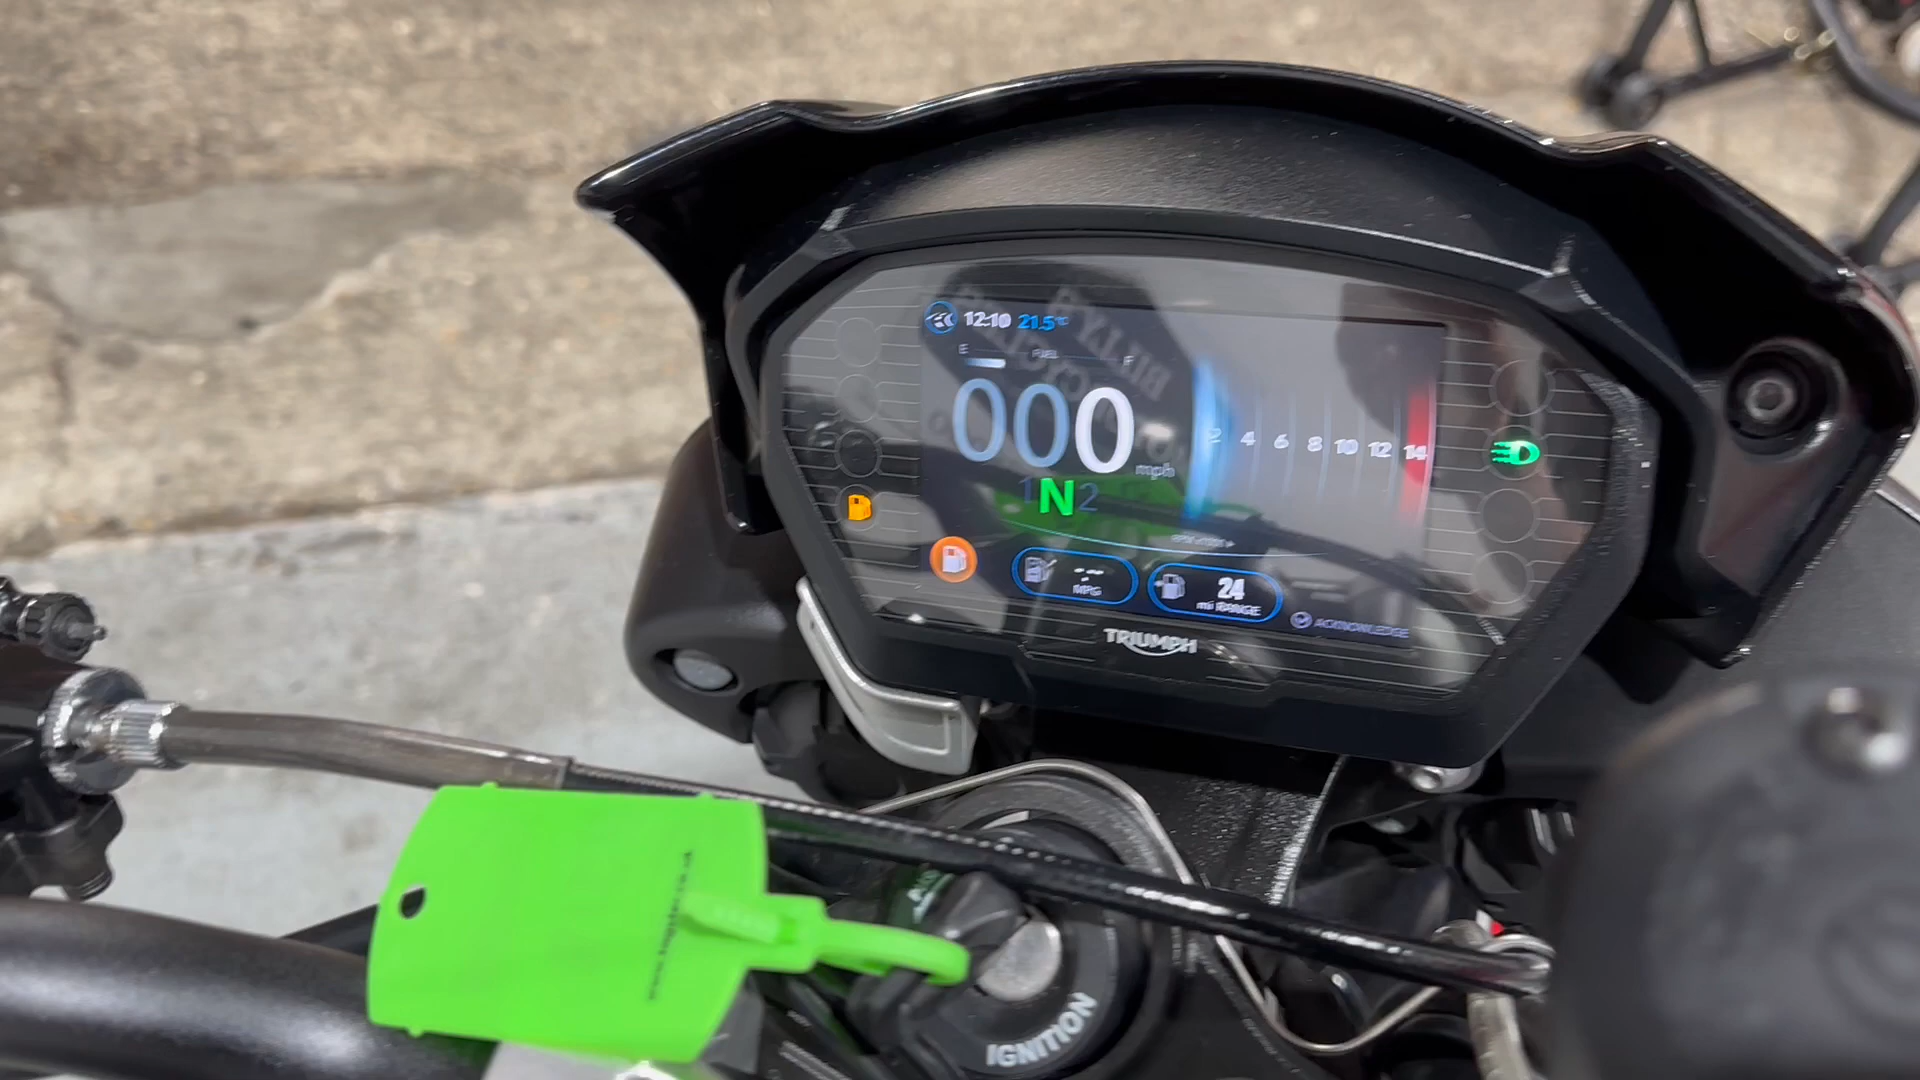 12:10 21.5°C
E FUEL F
000 mph
1 N 2
2 4 6 8 10 12 14
-- MPG
24 mi RANGE
ACKNOWLEDGE
TRIUMPH
BILLY
IGNITION